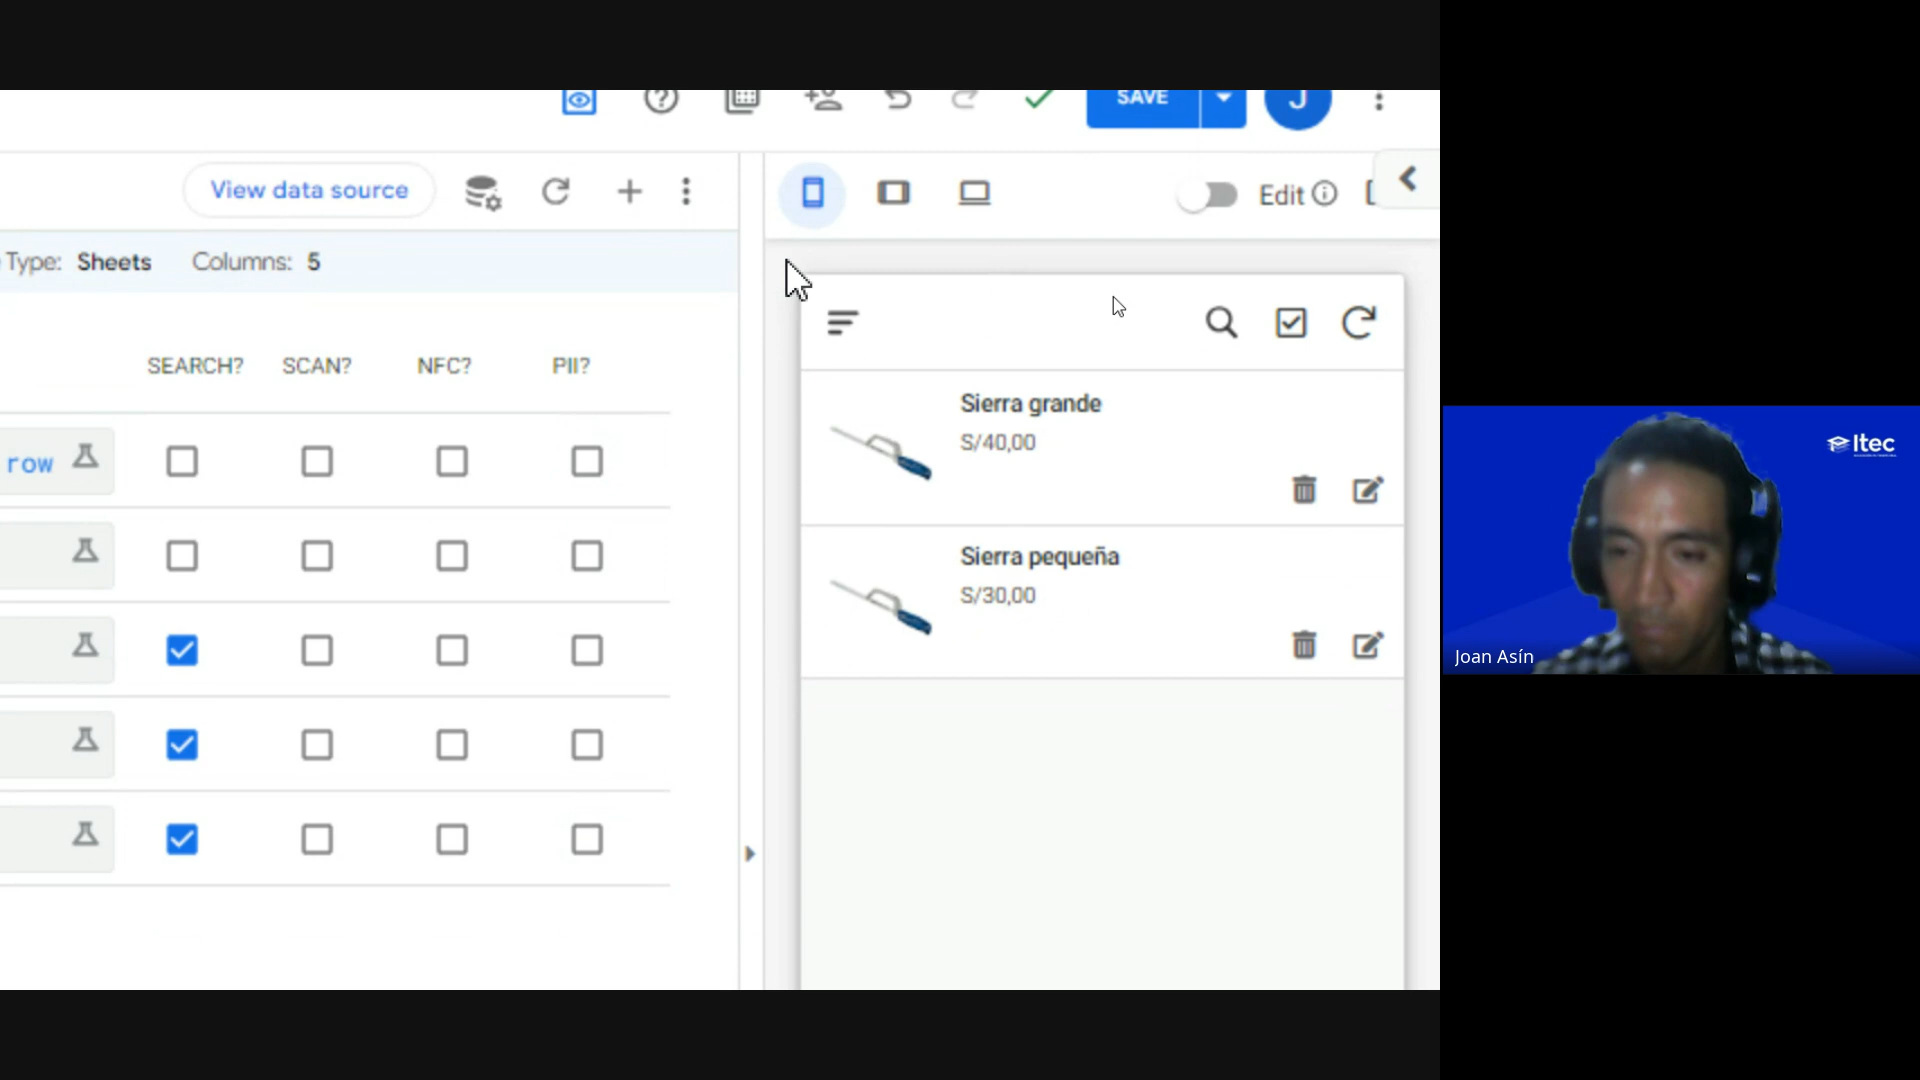 SAVE
J
View data source
Edit
Type: Sheets Columns: 5
SEARCH? SCAN? NFC? PII?
row
Sierra grande
S/40,00
Sierra pequeña
S/30,00
Itec
Joan Asín